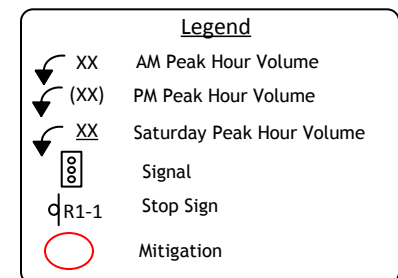 Legend
XX AM Peak Hour Volume
(XX) PM Peak Hour Volume
XX Saturday Peak Hour Volume
Signal
R1-1 Stop Sign
Mitigation